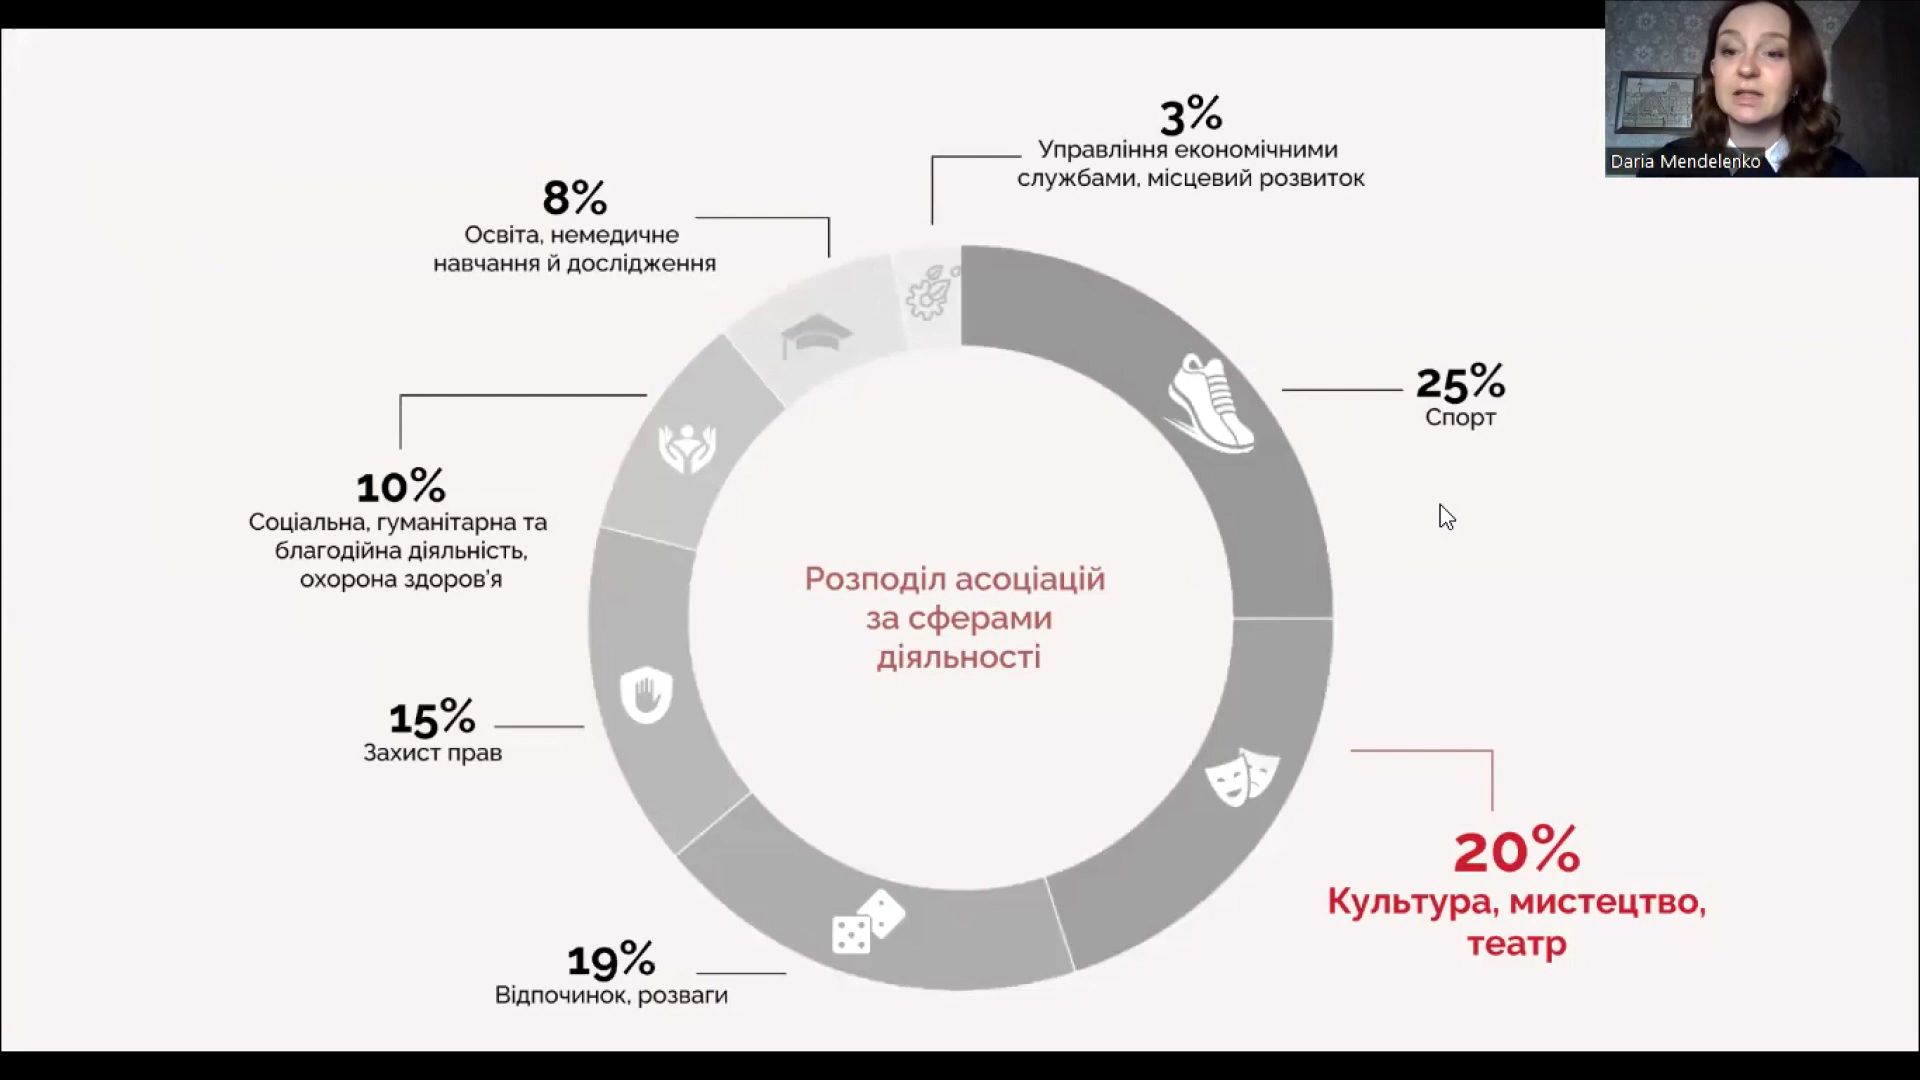 3%
Управління економічними
службами, місцевий розвиток
Daria Mendelenko
8%
Освіта, немедичне
навчання й дослідження
25%
Спорт
10%
Соціальна, гуманітарна та
благодійна діяльність,
охорона здоров'я
Розподіл асоціацій
за сферами
діяльності
15%
Захист прав
20%
Культура, мистецтво,
театр
19%
Відпочинок, розваги